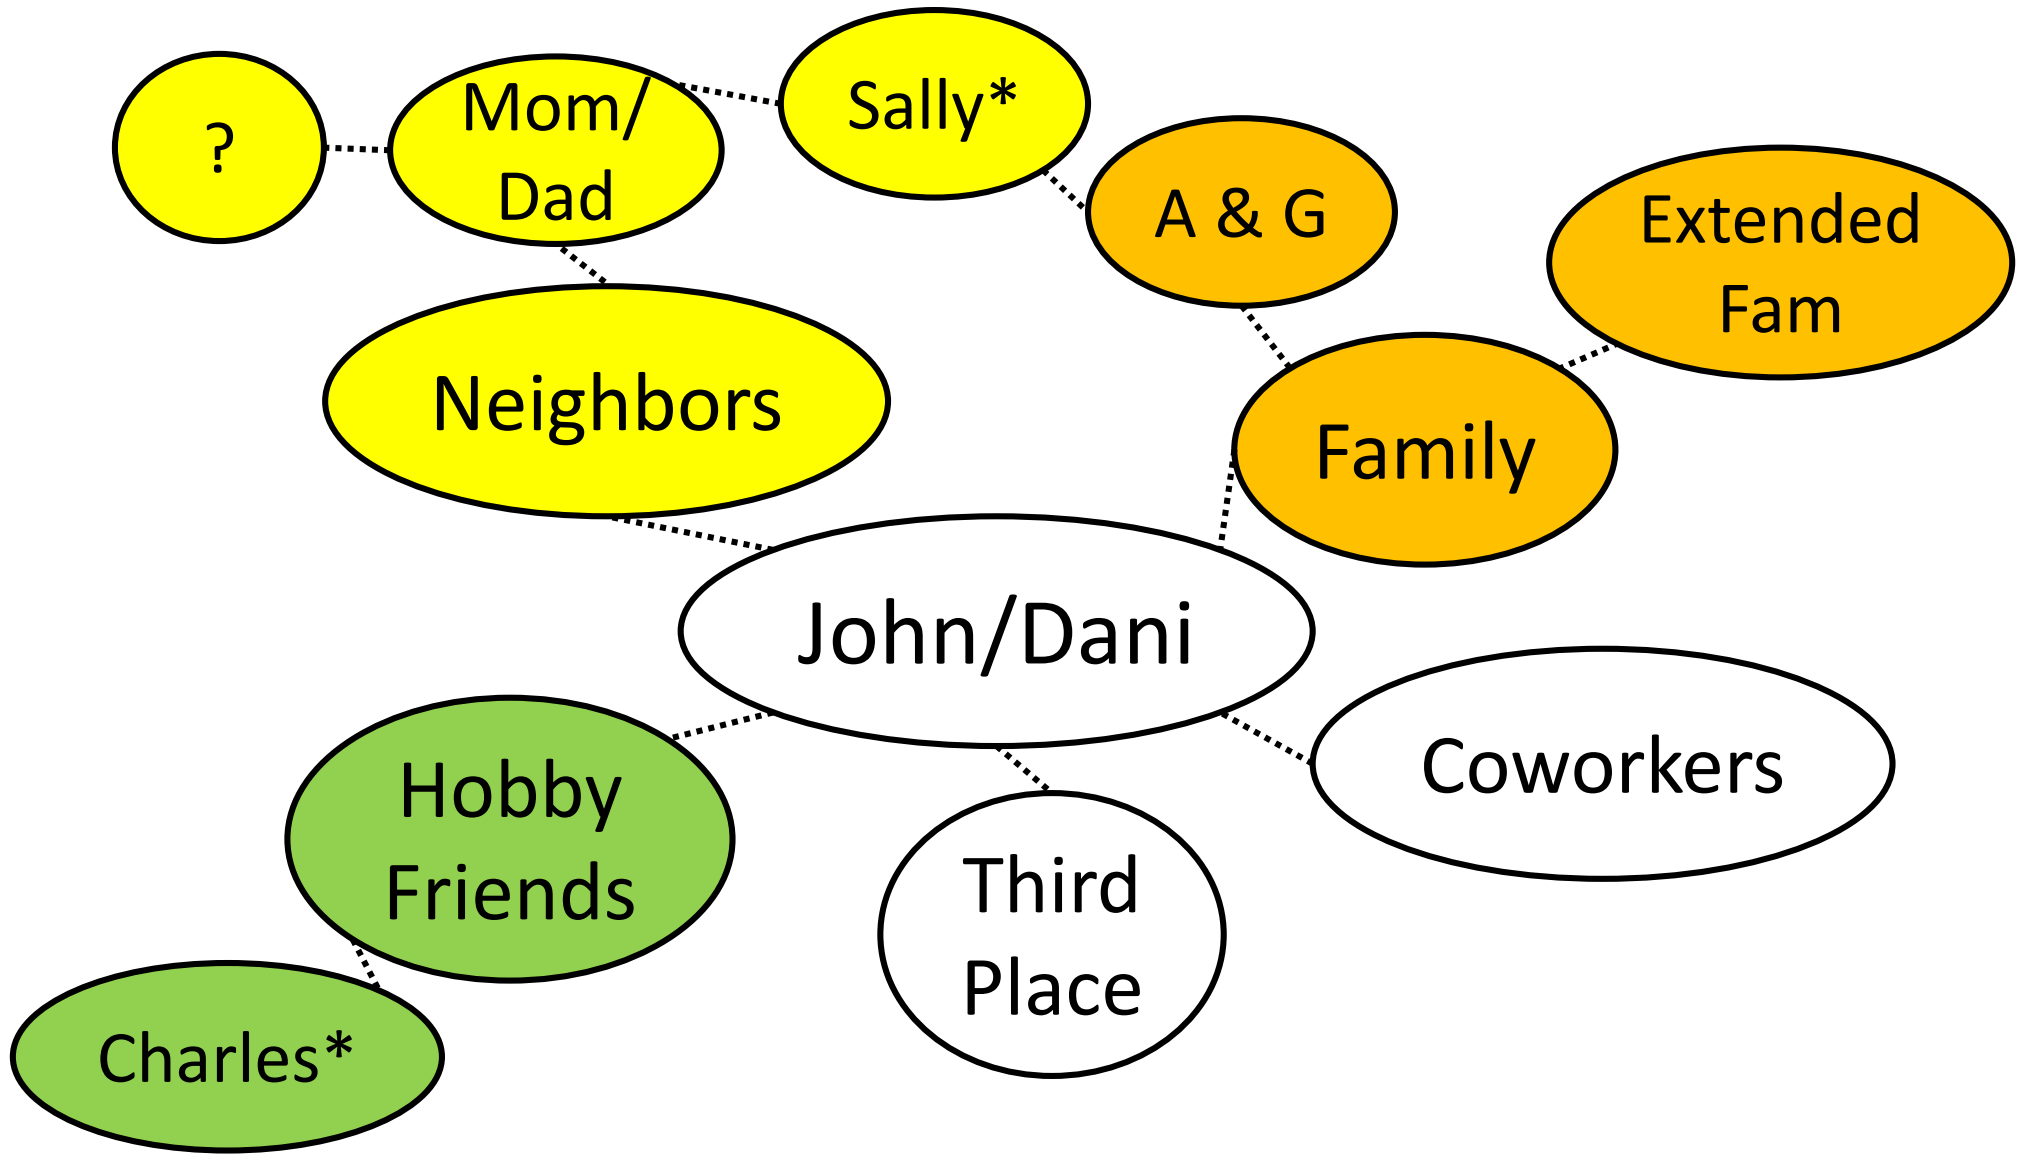 ?
Mom/
Dad
Sally*
A & G
Extended
Fam
Neighbors
Family
John/Dani
Coworkers
Hobby
Friends
Third
Place
Charles*